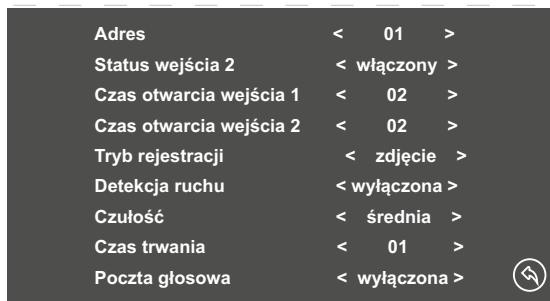 Adres < 01 >
Status wejścia 2 < włączony >
Czas otwarcia wejścia 1 < 02 >
Czas otwarcia wejścia 2 < 02 >
Tryb rejestracji < zdjęcie >
Detekcja ruchu < wyłączona >
Czułość < średnia >
Czas trwania < 01 >
Poczta głosowa < wyłączona >